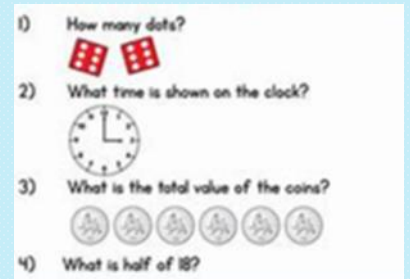 1) How many dots?
2) What time is shown on the clock?
3) What is the total value of the coins?
4) What is half of 18?